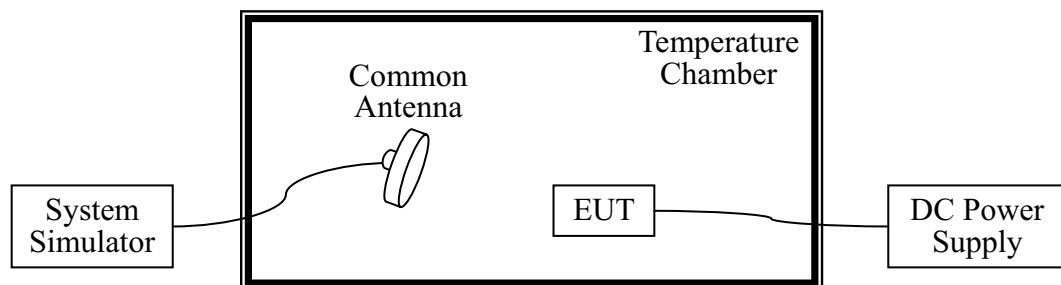 Temperature
Chamber
Common
Antenna
System
Simulator
EUT
DC Power
Supply